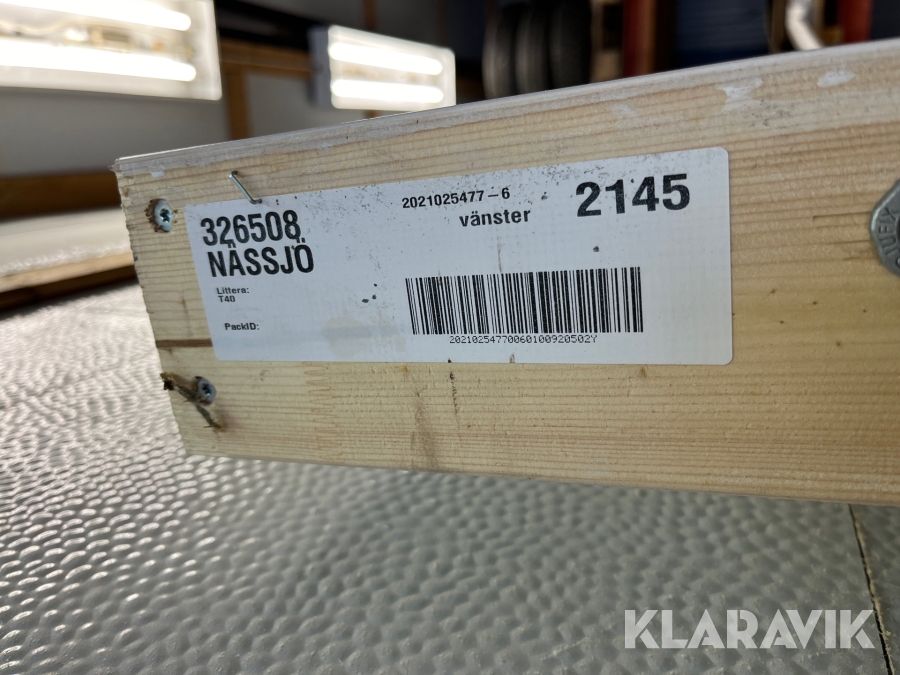 326508
NÄSSJÖ
2021025477-6
vänster
2145
Littera:
T40
PackID:
20210254770060100920502Y
KLARAVIK